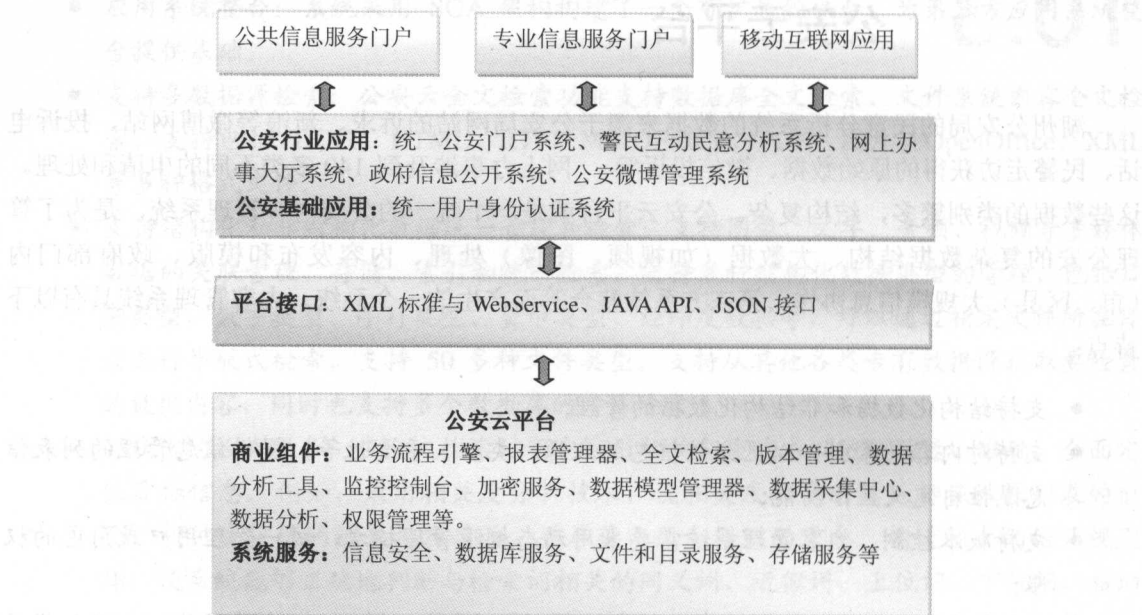 公共信息服务门户
专业信息服务门户
移动互联网应用
公安行业应用：统一公安门户系统、警民互动民意分析系统、网上办
事大厅系统、政府信息公开系统、公安微博管理系统
公安基础应用：统一用户身份认证系统
平台接口：XML 标准与 WebService、JAVA API、JSON 接口
公安云平台
商业组件：业务流程引擎、报表管理器、全文检索、版本管理、数据
分析工具、监控控制台、加密服务、数据模型管理器、数据采集中心、
数据分析、权限管理等。
系统服务：信息安全、数据库服务、文件和目录服务、存储服务等